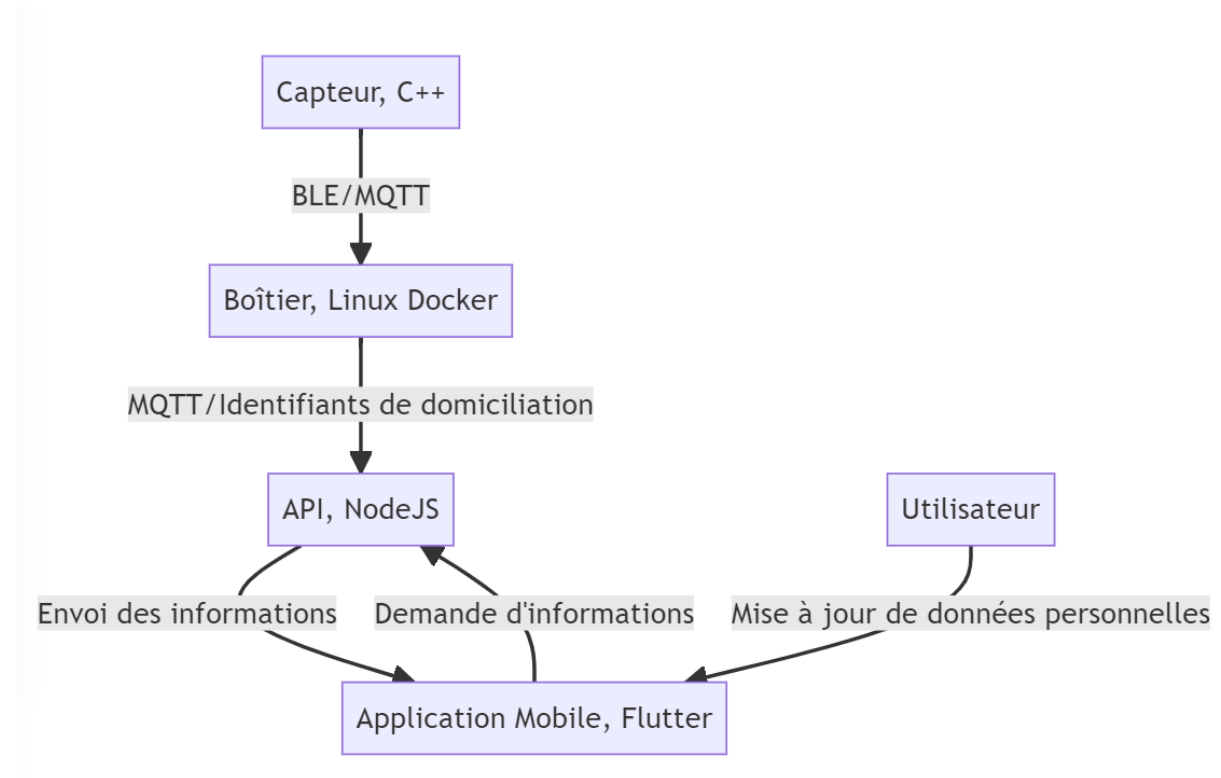 Capteur, C++
BLE/MQTT
Boîtier, Linux Docker
MQTT/Identifiants de domiciliation
API, NodeJS
Utilisateur
Envoi des informations
Demande d'informations
Mise à jour de données personnelles
Application Mobile, Flutter